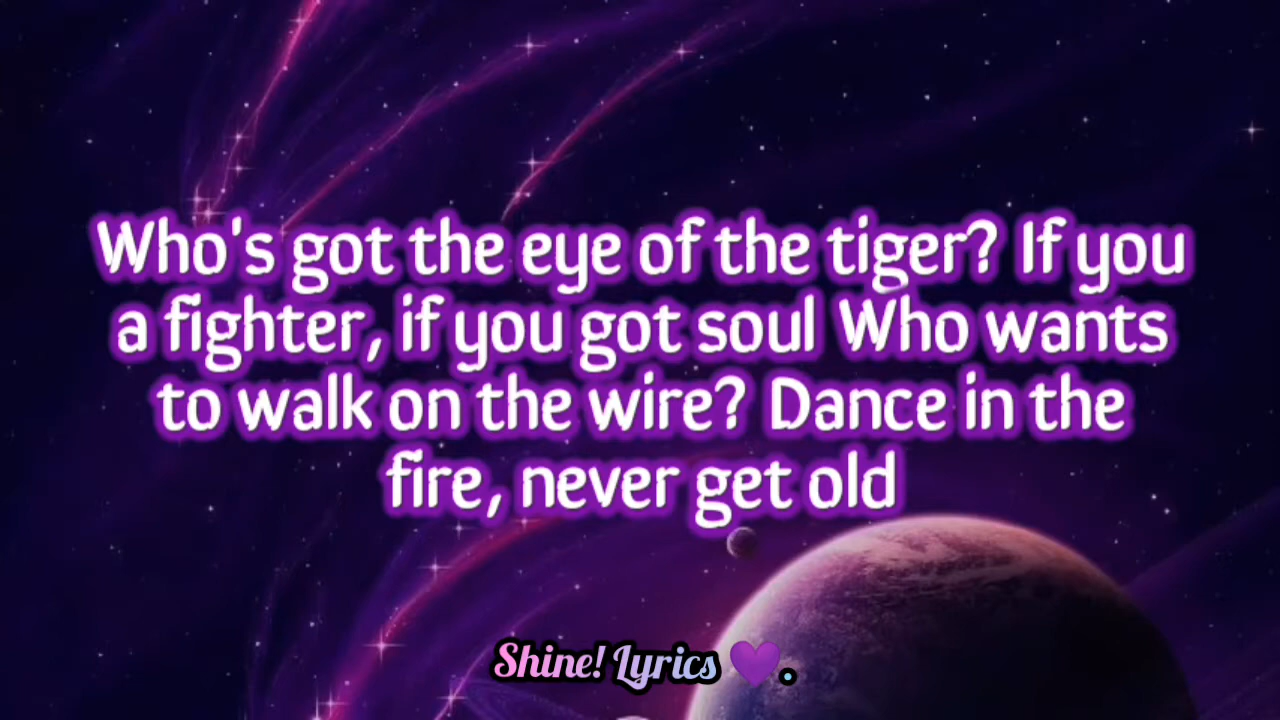 Who's got the eye of the tiger? If you
a fighter, if you got soul Who wants
to walk on the wire? Dance in the
fire, never get old
Shine! Lyrics 💜.